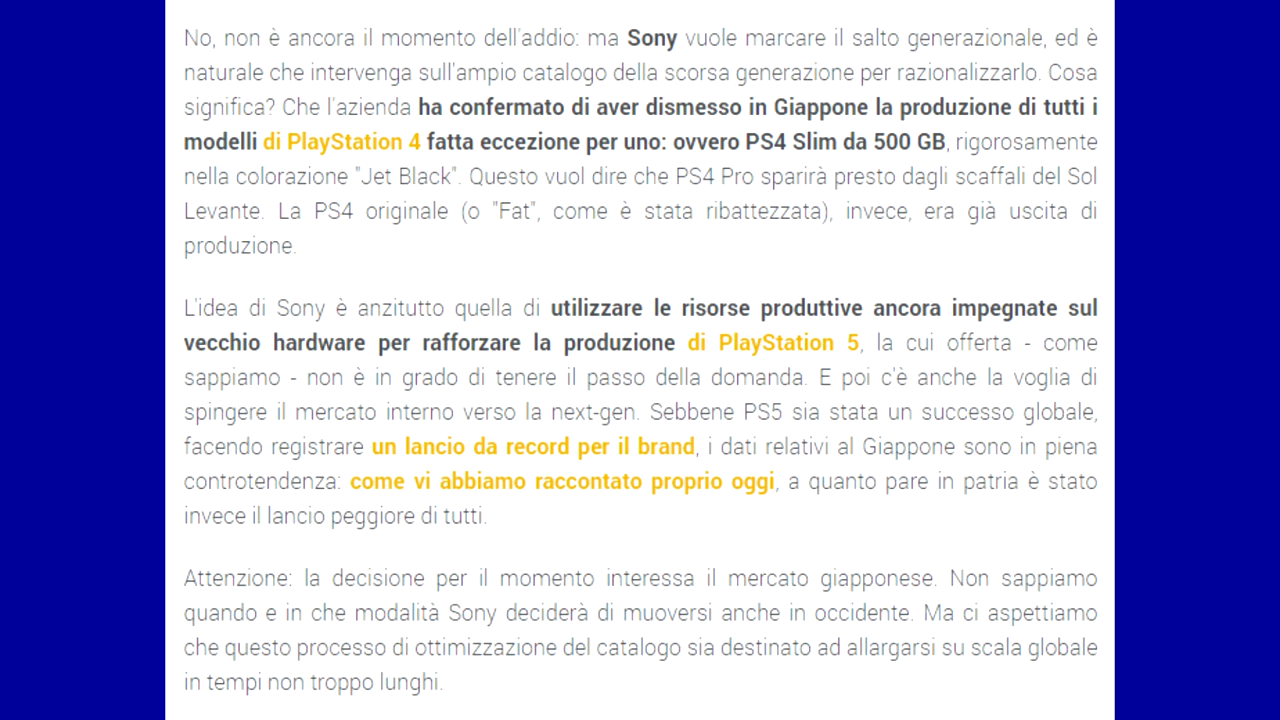 No, non è ancora il momento dell'addio: ma Sony vuole marcare il salto generazionale, ed è
naturale che intervenga sull'ampio catalogo della scorsa generazione per razionalizzarlo. Cosa
significa? Che l'azienda ha confermato di aver dismesso in Giappone la produzione di tutti i
modelli di PlayStation 4 fatta eccezione per uno: ovvero PS4 Slim da 500 GB, rigorosamente
nella colorazione "Jet Black". Questo vuol dire che PS4 Pro sparirà presto dagli scaffali del Sol
Levante. La PS4 originale (o "Fat", come è stata ribattezzata), invece, era già uscita di
produzione.
L'idea di Sony è anzitutto quella di utilizzare le risorse produttive ancora impegnate sul
vecchio hardware per rafforzare la produzione di PlayStation 5, la cui offerta - come
sappiamo - non è in grado di tenere il passo della domanda. E poi c'è anche la voglia di
spingere il mercato interno verso la next-gen. Sebbene PS5 sia stata un successo globale,
facendo registrare un lancio da record per il brand, i dati relativi al Giappone sono in piena
controtendenza: come vi abbiamo raccontato proprio oggi, a quanto pare in patria è stato
invece il lancio peggiore di tutti.
Attenzione: la decisione per il momento interessa il mercato giapponese. Non sappiamo
quando e in che modalità Sony deciderà di muoversi anche in occidente. Ma ci aspettiamo
che questo processo di ottimizzazione del catalogo sia destinato ad allargarsi su scala globale
in tempi non troppo lunghi.